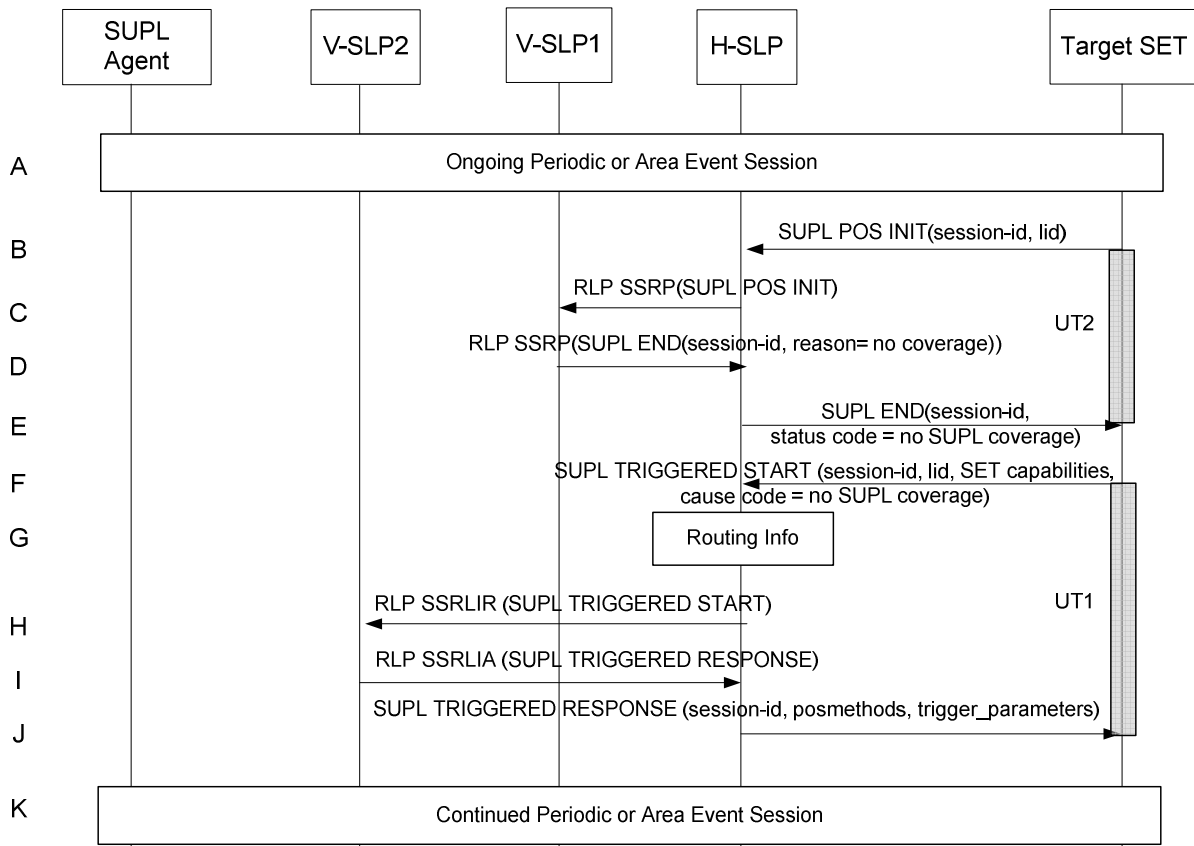 SUPL
Agent
V-SLP2
V-SLP1
H-SLP
Target SET
A
Ongoing Periodic or Area Event Session
B
SUPL POS INIT(session-id, lid)
C
RLP SSRP(SUPL POS INIT)
UT2
D
RLP SSRP(SUPL END(session-id, reason= no coverage))
E
SUPL END(session-id,
status code = no SUPL coverage)
F
SUPL TRIGGERED START (session-id, lid, SET capabilities,
cause code = no SUPL coverage)
G
Routing Info
H
RLP SSRLIR (SUPL TRIGGERED START)
UT1
I
RLP SSRLIA (SUPL TRIGGERED RESPONSE)
J
SUPL TRIGGERED RESPONSE (session-id, posmethods, trigger_parameters)
K
Continued Periodic or Area Event Session